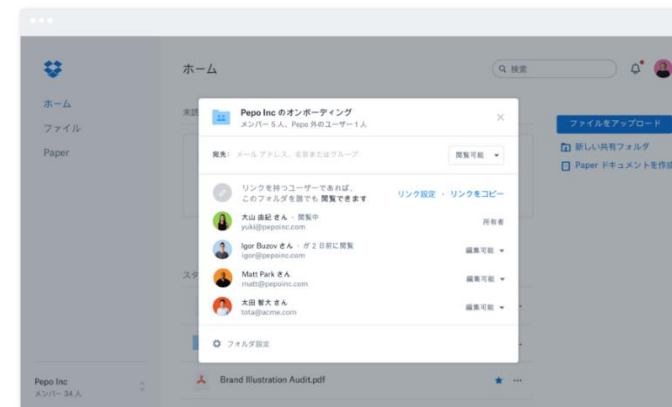 ホーム
検索
ホーム
ファイル
Paper
Pepo Inc のオンボーディング
メンバー 5 人、Pepo 外のユーザー 1 人
宛先: メール アドレス、名前またはグループ
閲覧可能
リンクを持つユーザーであれば、
このフォルダを誰でも 閲覧できます
リンク設定 · リンクをコピー
大山 由紀 さん · 閲覧中
yuki@pepoinc.com
所有者
Igor Buzov さん · が 2 日前に閲覧
igor@pepoinc.com
編集可能
Matt Park さん
matt@pepoinc.com
編集可能
太田 智大 さん
tota@acme.com
編集可能
フォルダ設定
ファイルをアップロード
新しい共有フォルダ
Paper ドキュメントを作成
スタ
Brand Illustration Audit.pdf
Pepo Inc
メンバー 34 人